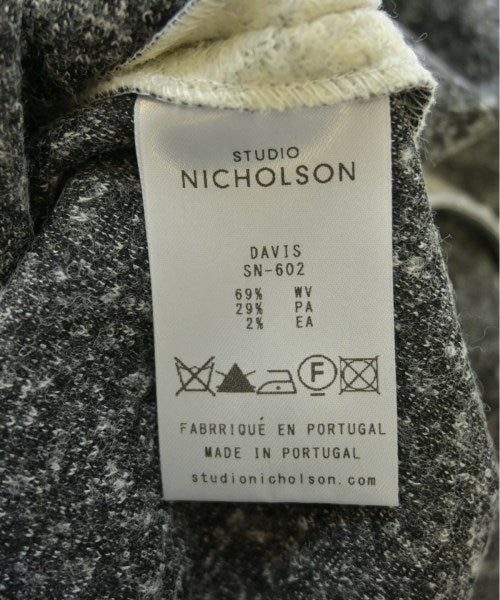 STUDIO
NICHOLSON
DAVIS
SN-602
69% WV
29% PA
2% EA
F
FABRRIQUÉ EN PORTUGAL
MADE IN PORTUGAL
studionicholson.com